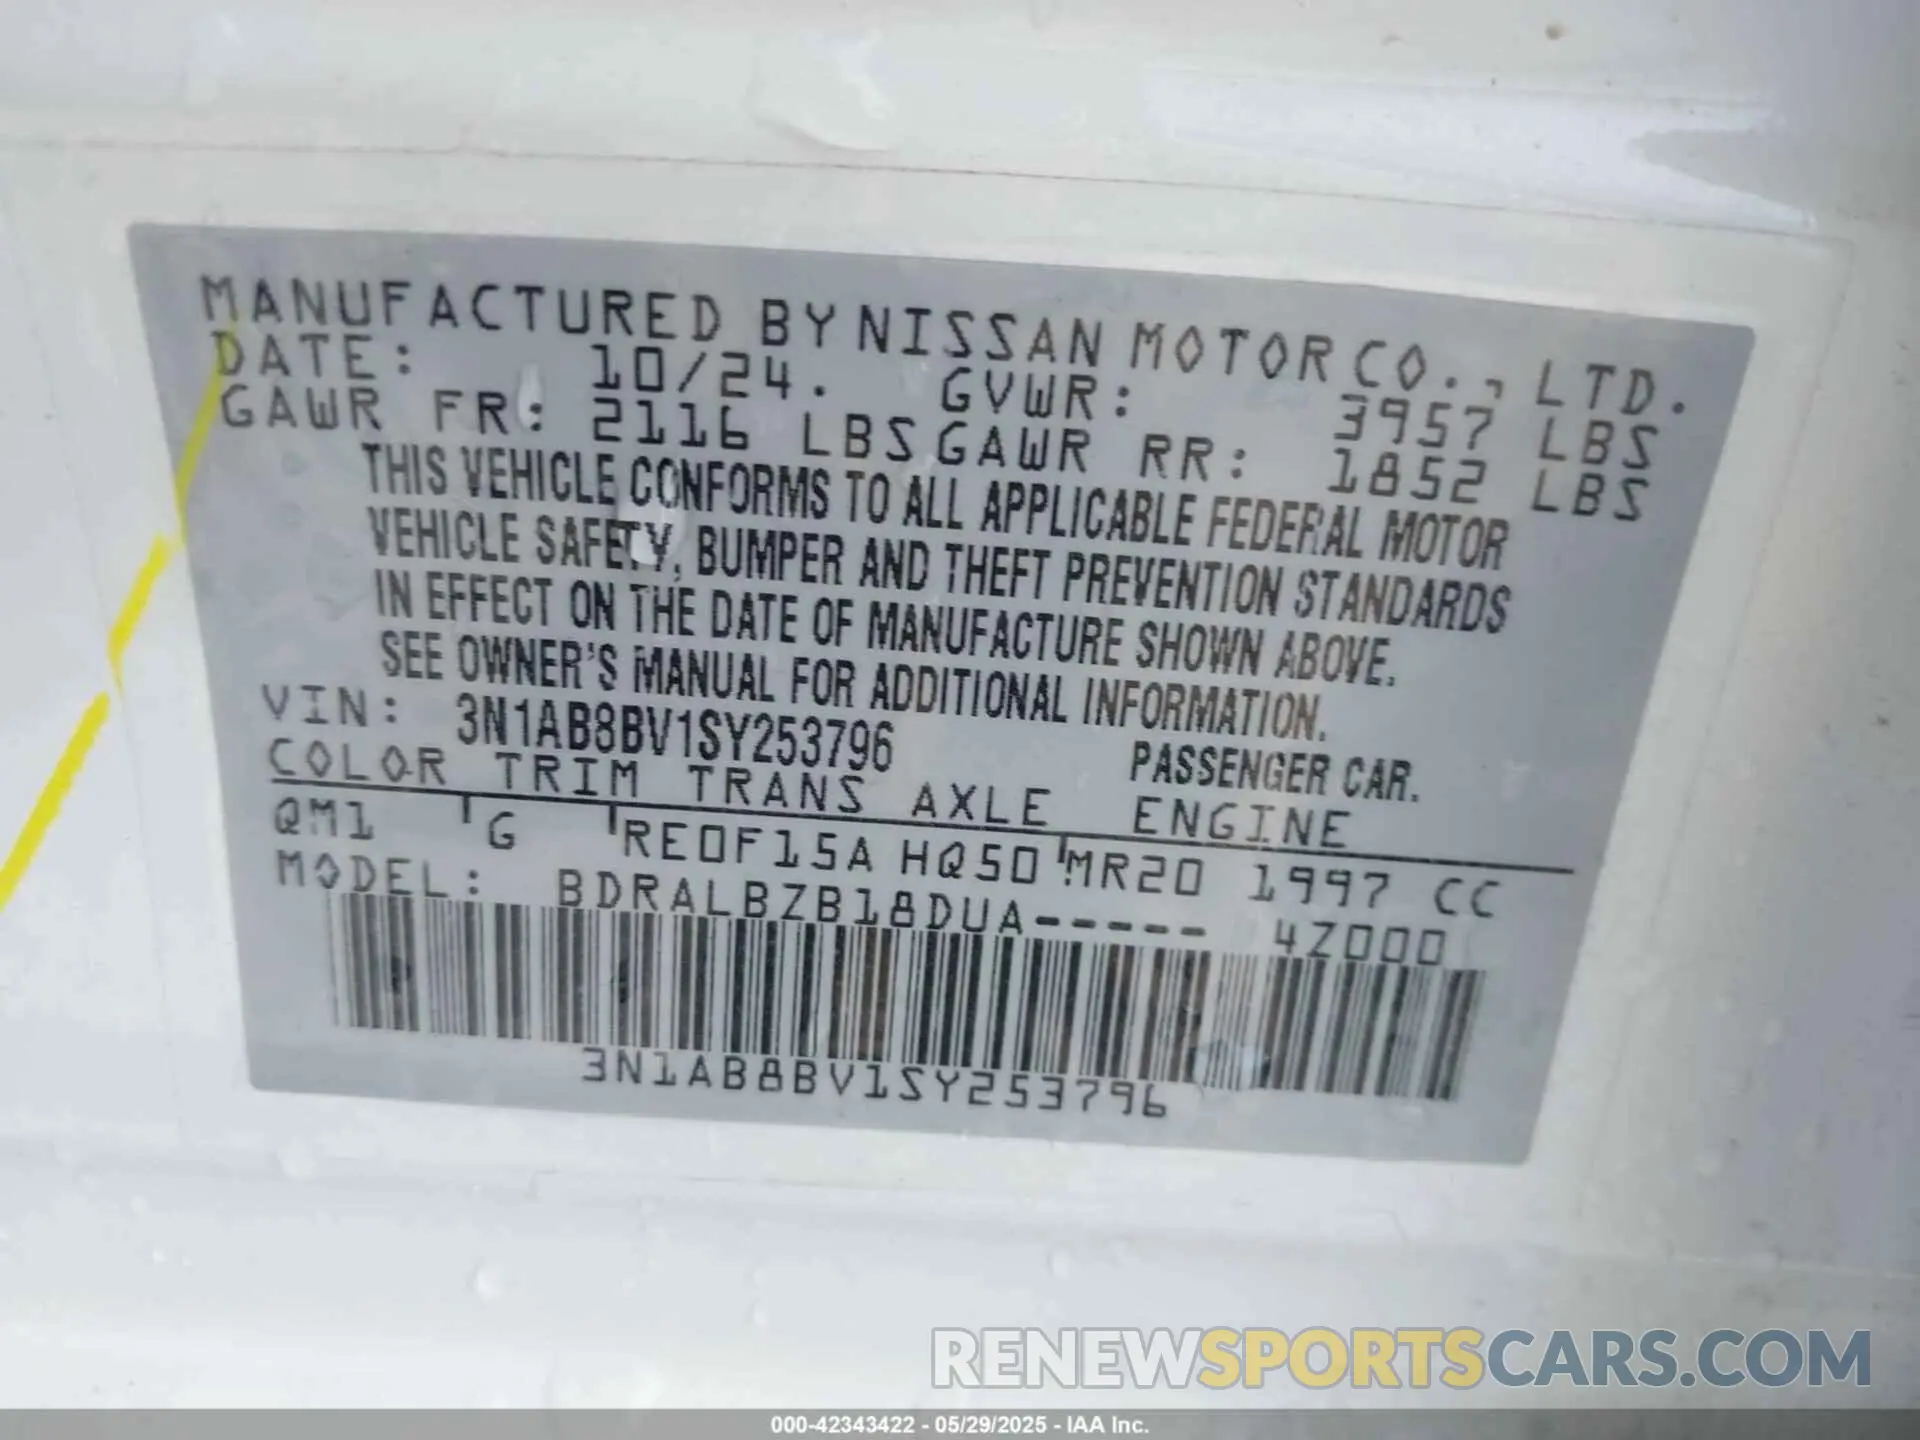 MANUFACTURED BY NISSAN MOTOR CO., LTD.
DATE: 10/24. GVWR: 3957 LBS
GAWR FR: 2116 LBS GAWR RR: 1852 LBS
THIS VEHICLE CONFORMS TO ALL APPLICABLE FEDERAL MOTOR
VEHICLE SAFETY, BUMPER AND THEFT PREVENTION STANDARDS
IN EFFECT ON THE DATE OF MANUFACTURE SHOWN ABOVE.
SEE OWNER'S MANUAL FOR ADDITIONAL INFORMATION.
VIN: 3N1AB8BV1SY253796 PASSENGER CAR.
COLOR TRIM TRANS AXLE ENGINE
QM1 G RE0F15A HQ50 MR20 1997 CC
MODEL: BDRALBZB18DUA----- 4Z000
3N1AB8BV1SY253796
RENEWSPORTSCARS.COM
000-42343422 - 05/29/2025 - IAA Inc.